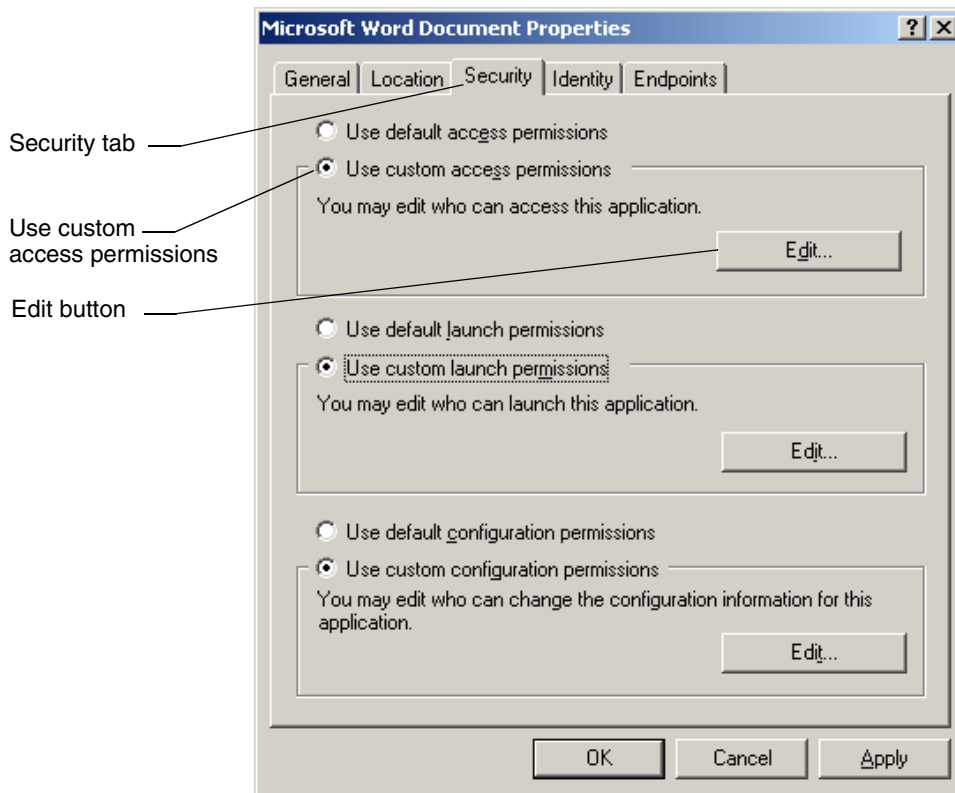 Microsoft Word Document Properties
General Location Security Identity Endpoints
Security tab
Use default access permissions
Use custom access permissions
You may edit who can access this application.
Edit...
Use custom
access permissions
Edit button
Use default launch permissions
Use custom launch permissions
You may edit who can launch this application.
Edit...
Use default configuration permissions
Use custom configuration permissions
You may edit who can change the configuration information for this
application.
Edit...
OK Cancel Apply